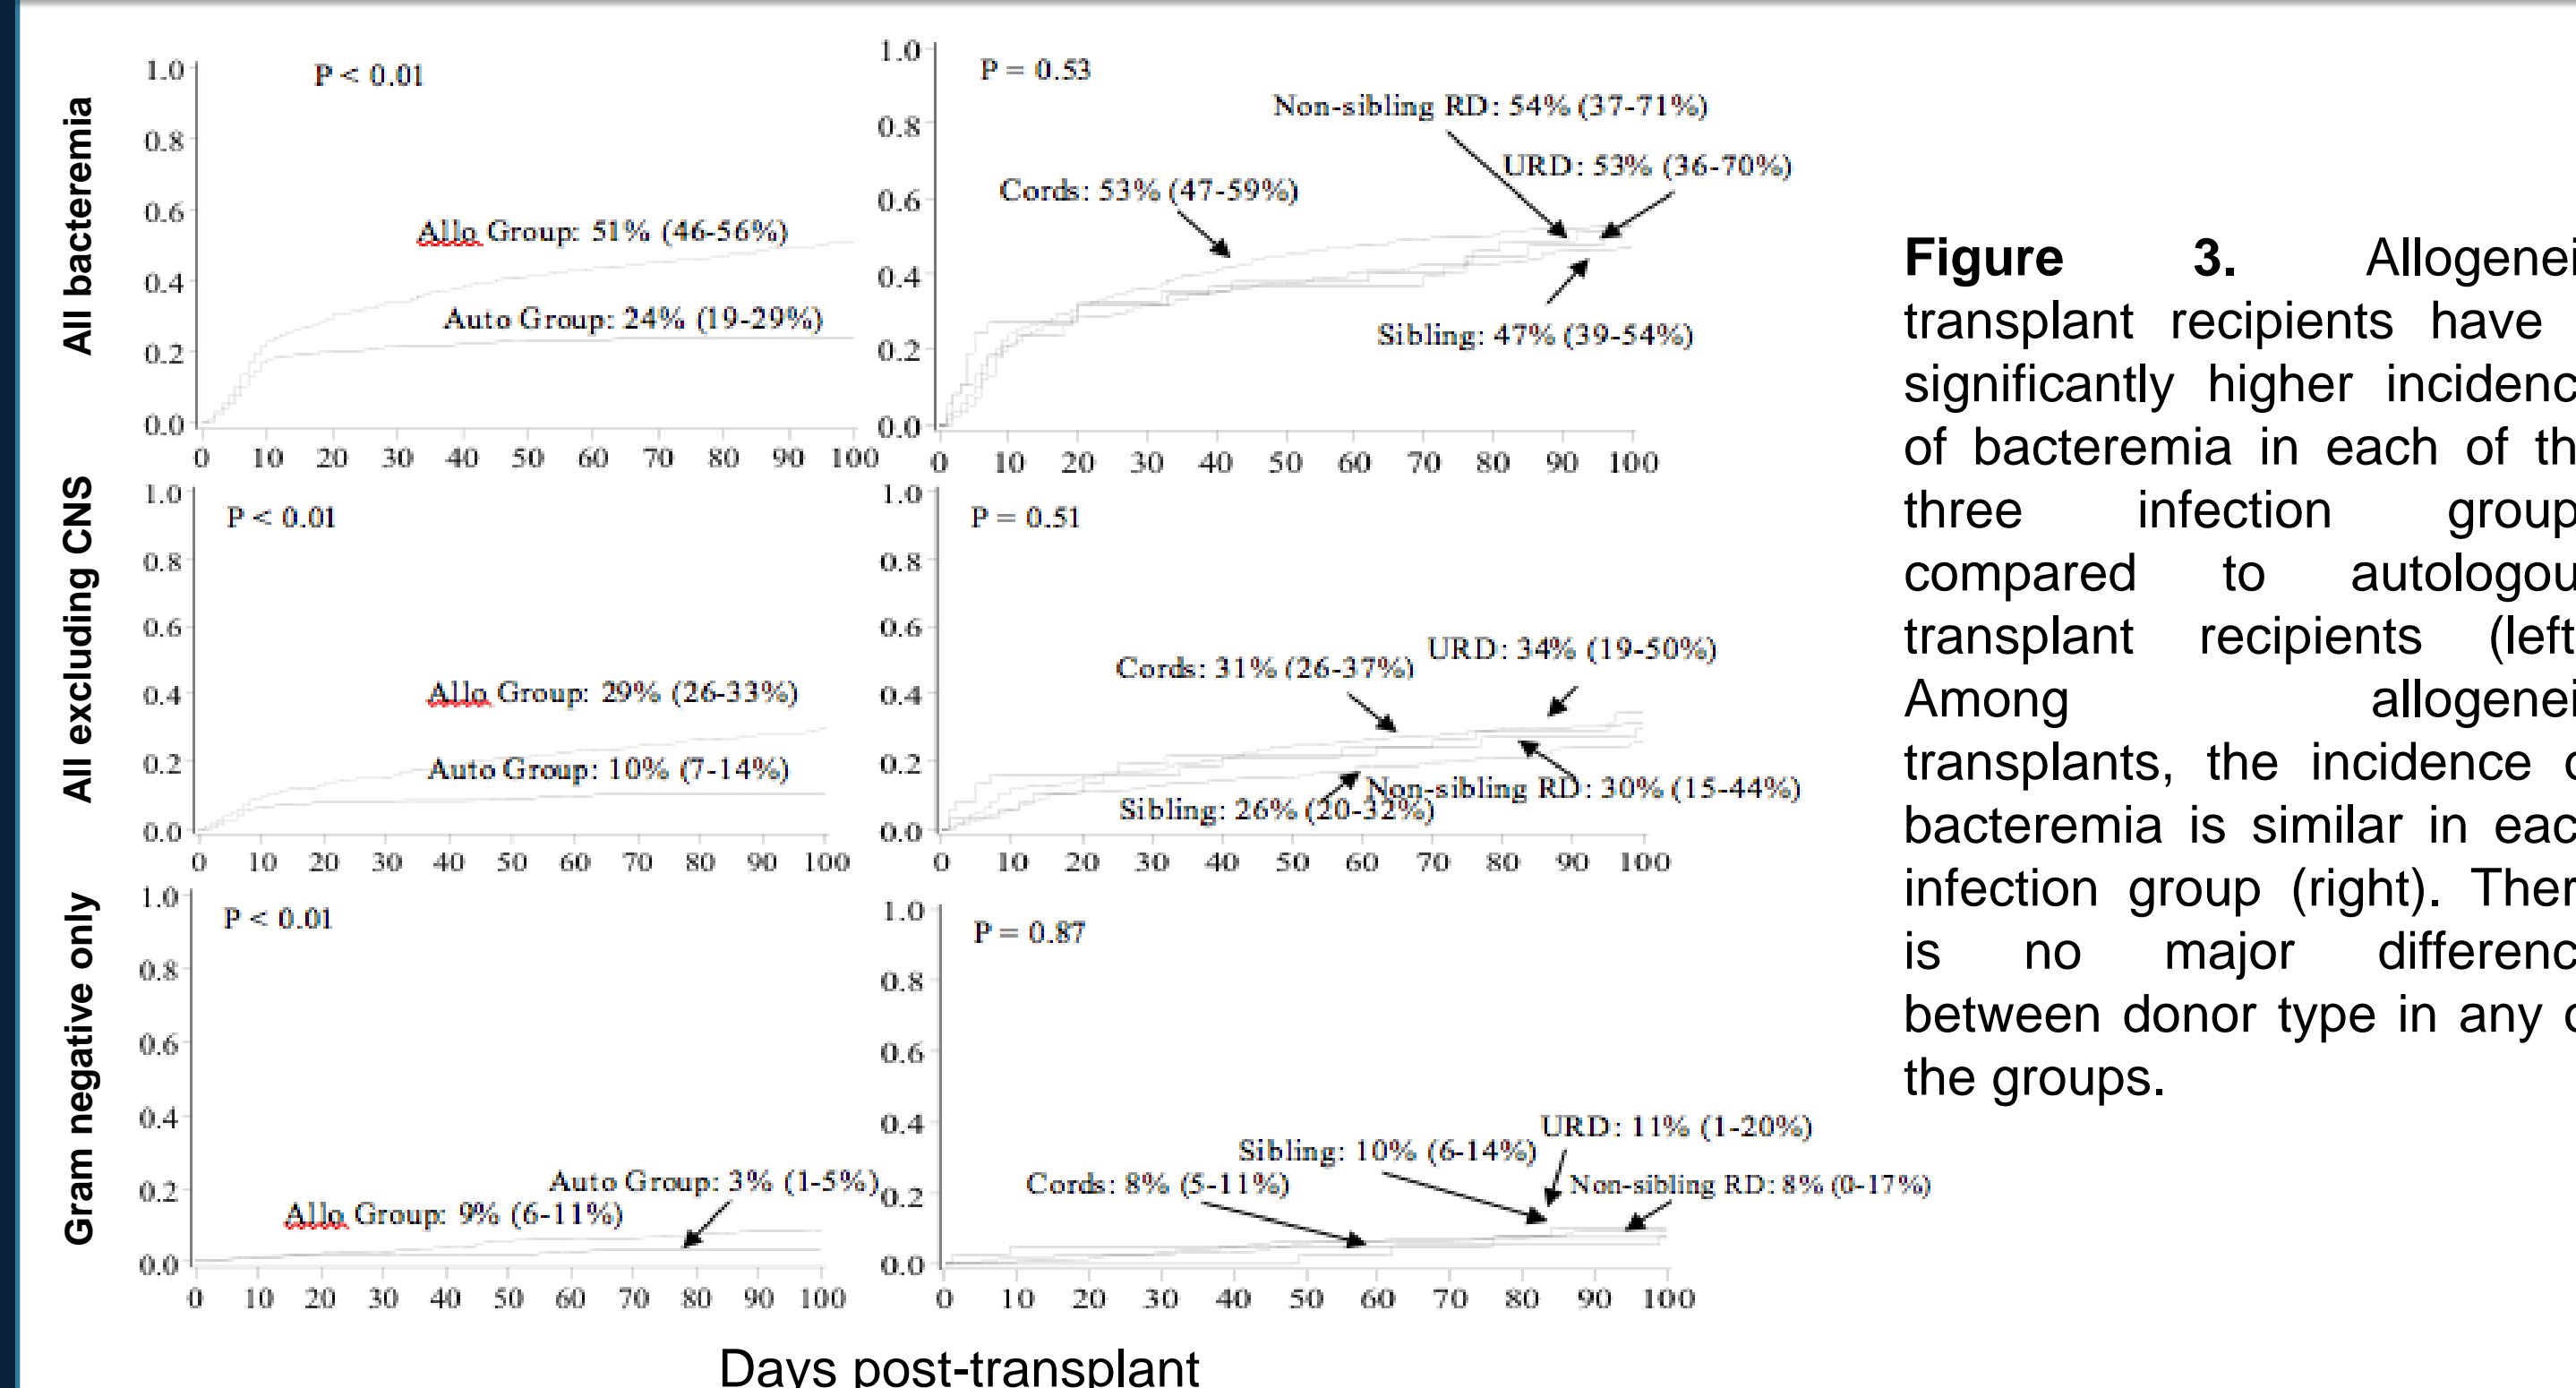 All bacteremia
1.0
0.8
0.6
0.4
0.2
0.0
P < 0.01
Allo Group: 51% (46-56%)
Auto Group: 24% (19-29%)
0 10 20 30 40 50 60 70 80 90 100
1.0
0.8
0.6
0.4
0.2
0.0
P = 0.53
Non-sibling RD: 54% (37-71%)
URD: 53% (36-70%)
Cords: 53% (47-59%)
Sibling: 47% (39-54%)
0 10 20 30 40 50 60 70 80 90 100
All excluding CNS
1.0
0.8
0.6
0.4
0.2
0.0
P < 0.01
Allo Group: 29% (26-33%)
Auto Group: 10% (7-14%)
0 10 20 30 40 50 60 70 80 90 100
1.0
0.8
0.6
0.4
0.2
0.0
P = 0.51
URD: 34% (19-50%)
Cords: 31% (26-37%)
Non-sibling RD: 30% (15-44%)
Sibling: 26% (20-32%)
0 10 20 30 40 50 60 70 80 90 100
Gram negative only
1.0
0.8
0.6
0.4
0.2
0.0
P < 0.01
Auto Group: 3% (1-5%)
Allo Group: 9% (6-11%)
0 10 20 30 40 50 60 70 80 90 100
1.0
0.8
0.6
0.4
0.2
0.0
P = 0.87
URD: 11% (1-20%)
Sibling: 10% (6-14%)
Cords: 8% (5-11%)
Non-sibling RD: 8% (0-17%)
0 10 20 30 40 50 60 70 80 90 100
Days post-transplant
Figure 3. Allogenei
transplant recipients have
significantly higher incidenc
of bacteremia in each of th
three infection group
compared to autologou
transplant recipients (left
Among allogenei
transplants, the incidence o
bacteremia is similar in eac
infection group (right). Ther
is no major differenc
between donor type in any o
the groups.